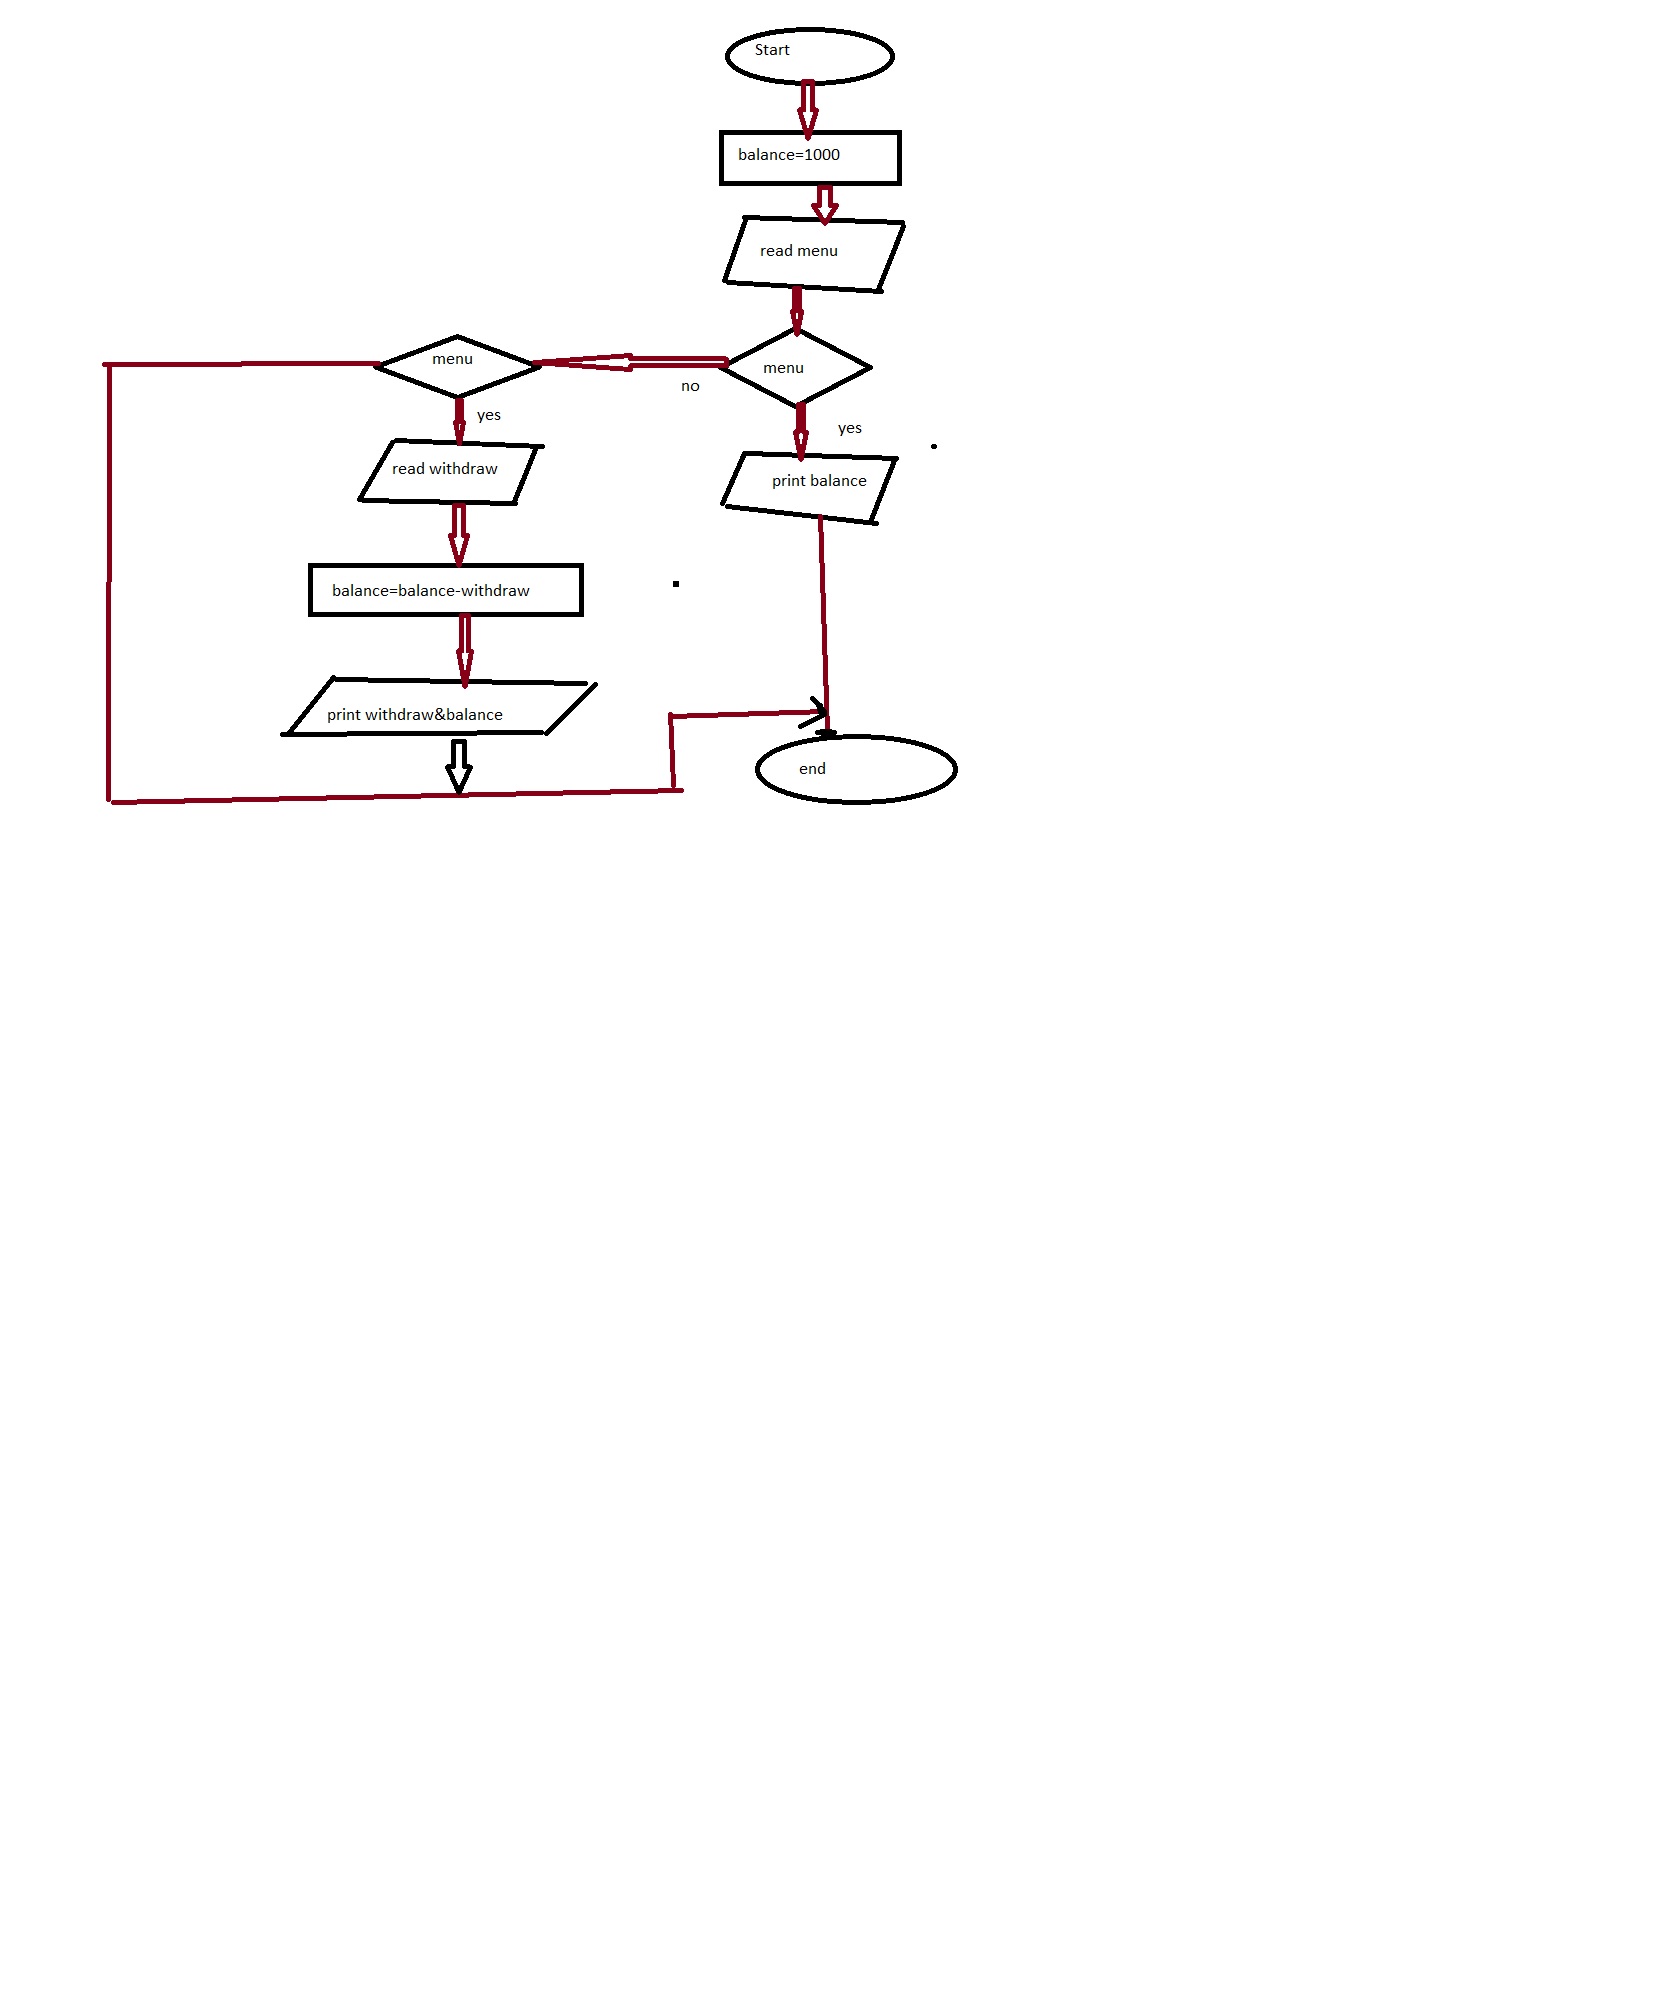 Start
balance=1000
read menu
menu
no
menu
yes
yes
read withdraw
print balance
balance=balance-withdraw
print withdraw&balance
end